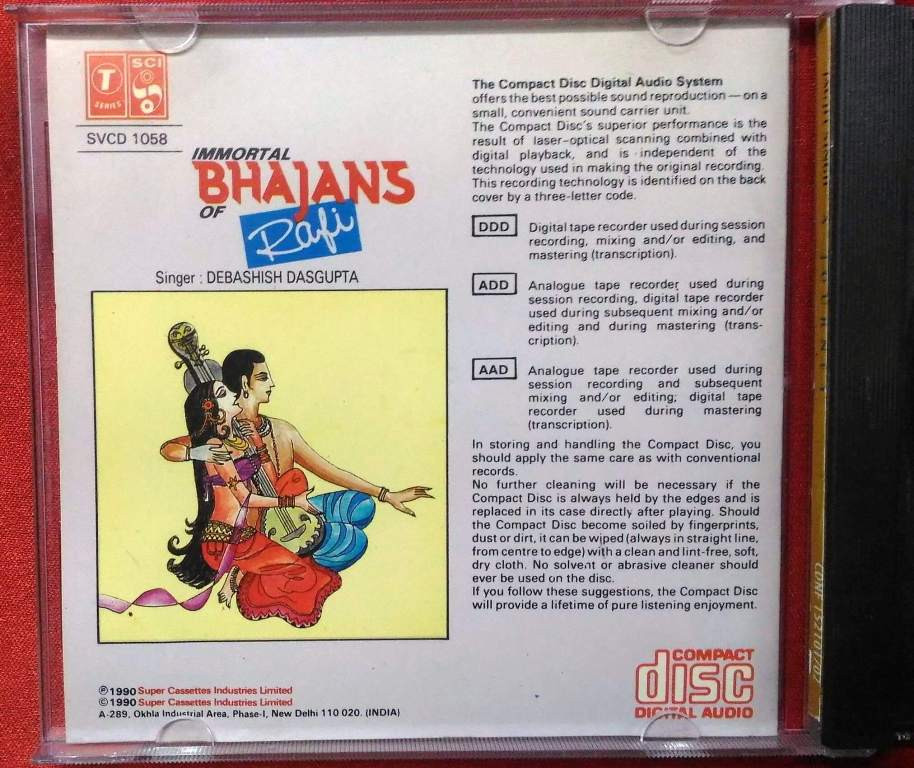 T
SERIES
SCI
SVCD 1058
IMMORTAL
BHAJANS
OF
Rafi
Singer : DEBASHISH DASGUPTA
The Compact Disc Digital Audio System
offers the best possible sound reproduction — on a
small, convenient sound carrier unit.
The Compact Disc's superior performance is the
result of laser-optical scanning combined with
digital playback, and is independent of the
technology used in making the original recording.
This recording technology is identified on the back
cover by a three-letter code.
DDD
Digital tape recorder used during session
recording, mixing and/or editing, and
mastering (transcription).
ADD
Analogue tape recorder used during
session recording, digital tape recorder
used during subsequent mixing and/or
editing and during mastering (trans-
cription).
AAD
Analogue tape recorder used during
session recording and subsequent
mixing and/or editing; digital tape
recorder used during mastering
(transcription).
In storing and handling the Compact Disc, you
should apply the same care as with conventional
records.
No further cleaning will be necessary if the
Compact Disc is always held by the edges and is
replaced in its case directly after playing. Should
the Compact Disc become soiled by fingerprints,
dust or dirt, it can be wiped (always in straight line,
from centre to edge) with a clean and lint-free, soft,
dry cloth. No solvent or abrasive cleaner should
ever be used on the disc.
If you follow these suggestions, the Compact Disc
will provide a lifetime of pure listening enjoyment.
℗ 1990 Super Cassettes Industries Limited
© 1990 Super Cassettes Industries Limited
A-289, Okhla Industrial Area, Phase-I, New Delhi 110 020. (INDIA)
COMPACT
disc
DIGITAL AUDIO